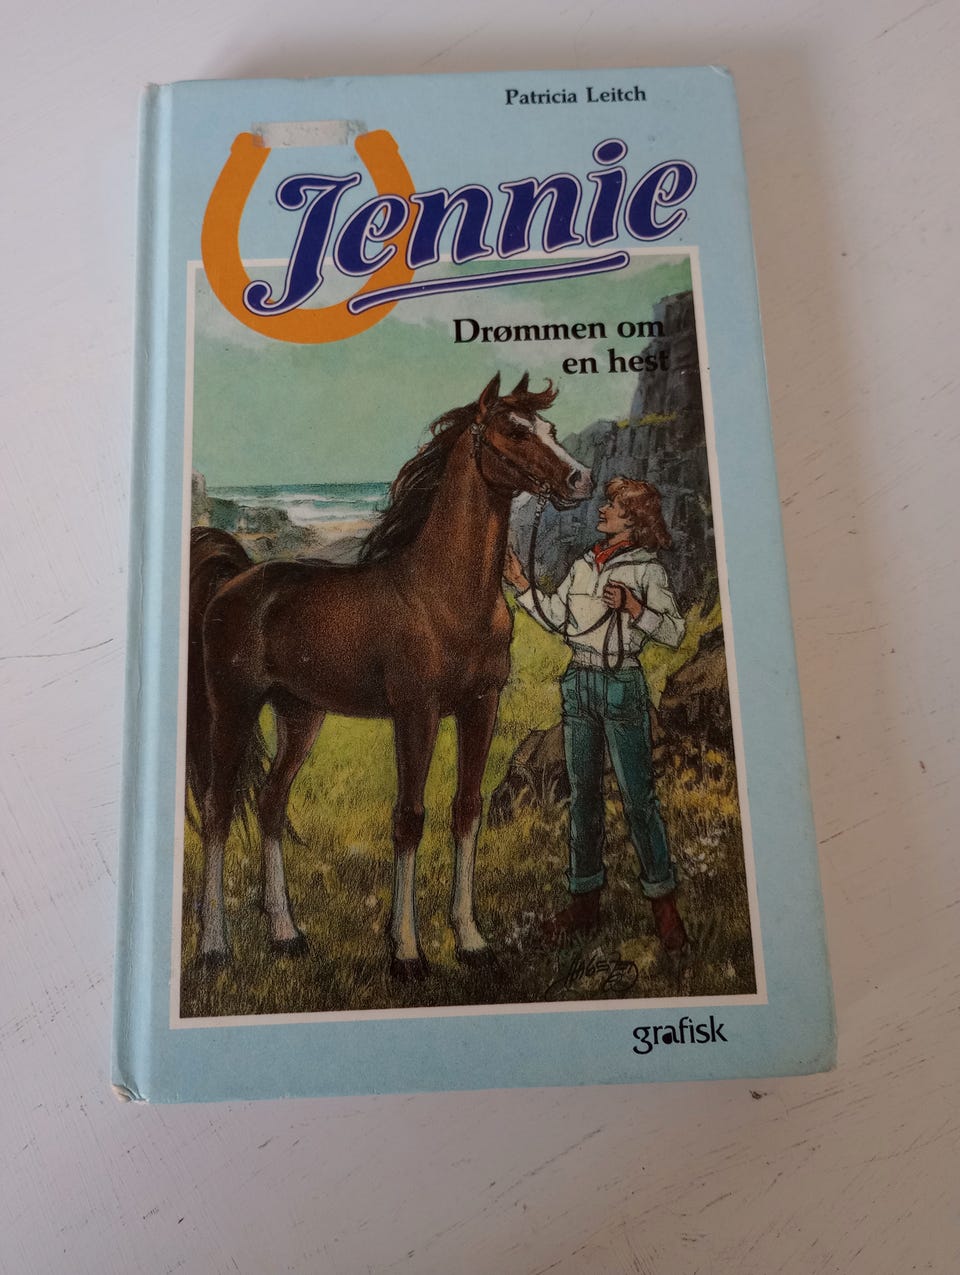 Patricia Leitch
Jennie
Drømmen om
en hest
grafisk